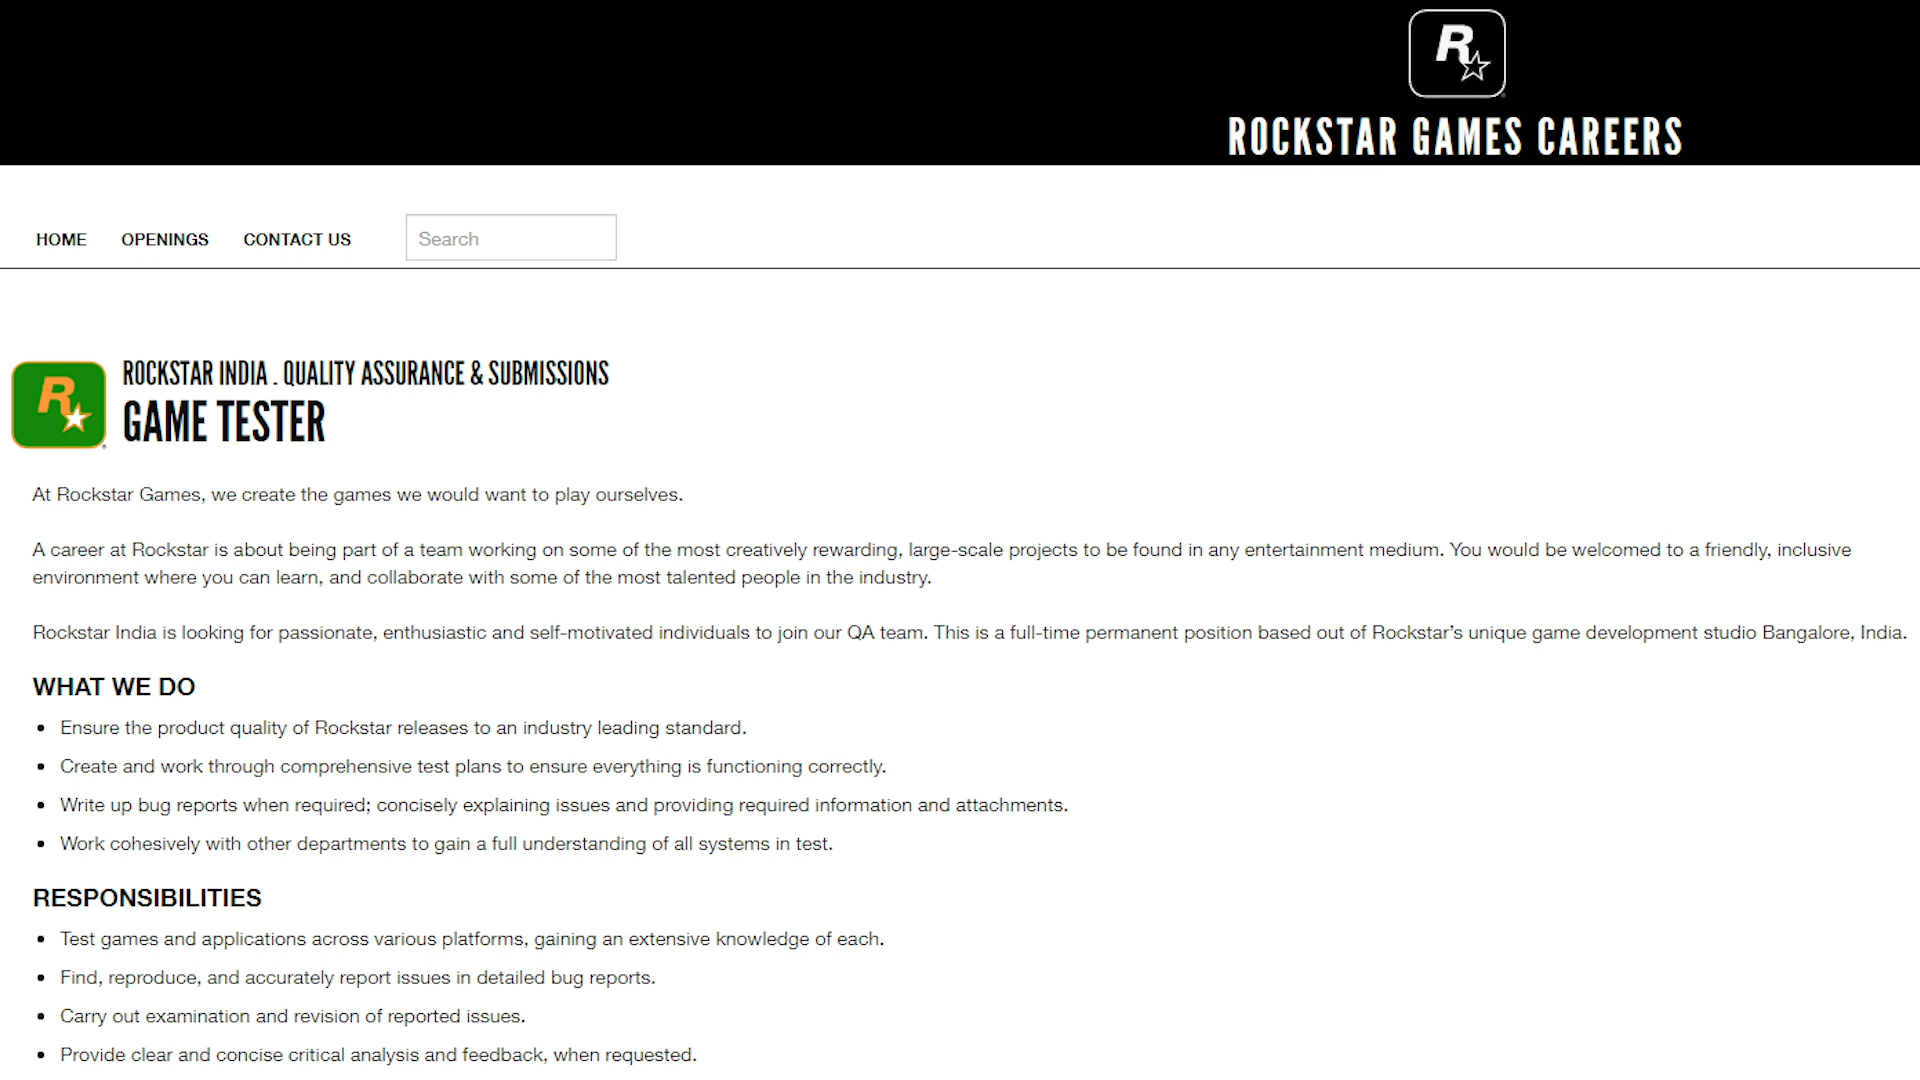 R
ROCKSTAR GAMES CAREERS
HOME OPENINGS CONTACT US Search
R
ROCKSTAR INDIA . QUALITY ASSURANCE & SUBMISSIONS
GAME TESTER
At Rockstar Games, we create the games we would want to play ourselves.
A career at Rockstar is about being part of a team working on some of the most creatively rewarding, large-scale projects to be found in any entertainment medium. You would be welcomed to a friendly, inclusive
environment where you can learn, and collaborate with some of the most talented people in the industry.
Rockstar India is looking for passionate, enthusiastic and self-motivated individuals to join our QA team. This is a full-time permanent position based out of Rockstar’s unique game development studio Bangalore, India.
WHAT WE DO
• Ensure the product quality of Rockstar releases to an industry leading standard.
• Create and work through comprehensive test plans to ensure everything is functioning correctly.
• Write up bug reports when required; concisely explaining issues and providing required information and attachments.
• Work cohesively with other departments to gain a full understanding of all systems in test.
RESPONSIBILITIES
• Test games and applications across various platforms, gaining an extensive knowledge of each.
• Find, reproduce, and accurately report issues in detailed bug reports.
• Carry out examination and revision of reported issues.
• Provide clear and concise critical analysis and feedback, when requested.